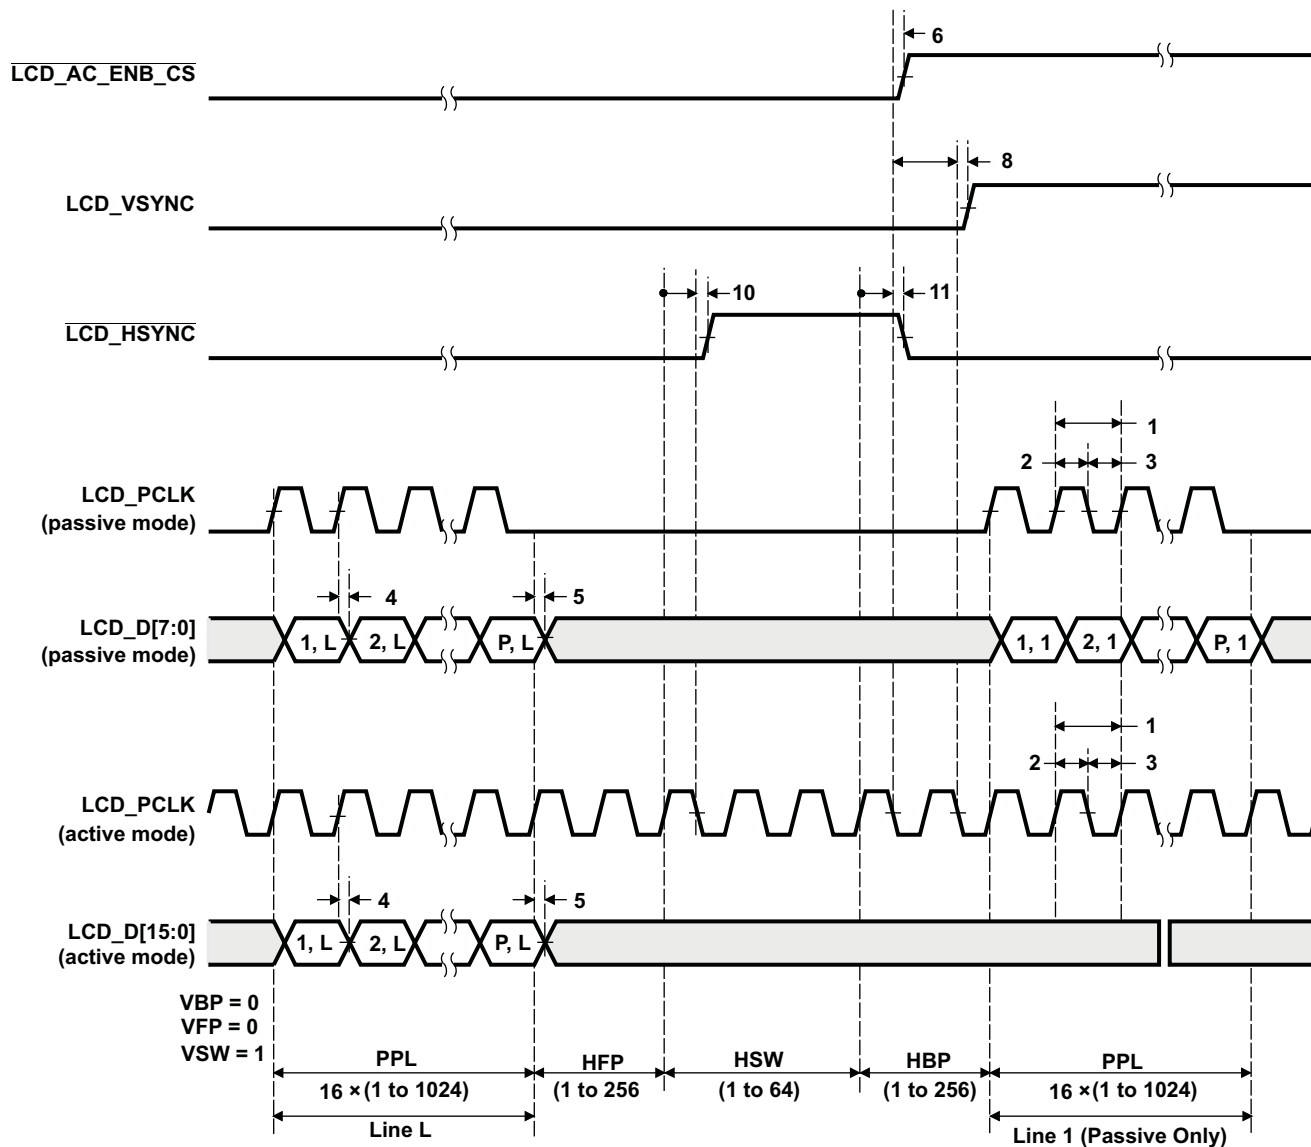 6
LCD_AC_ENB_CS
8
LCD_VSYNC
10
11
LCD_HSYNC
1
2
3
LCD_PCLK
(passive mode)
4
5
LCD_D[7:0]
(passive mode)
1, L
2, L
P, L
1, 1
2, 1
P, 1
1
2
3
LCD_PCLK
(active mode)
4
5
LCD_D[15:0]
(active mode)
1, L
2, L
P, L
VBP = 0
VFP = 0
VSW = 1
PPL
HFP
HSW
HBP
PPL
16 ×(1 to 1024)
(1 to 256
(1 to 64)
(1 to 256)
16 ×(1 to 1024)
Line L
Line 1 (Passive Only)